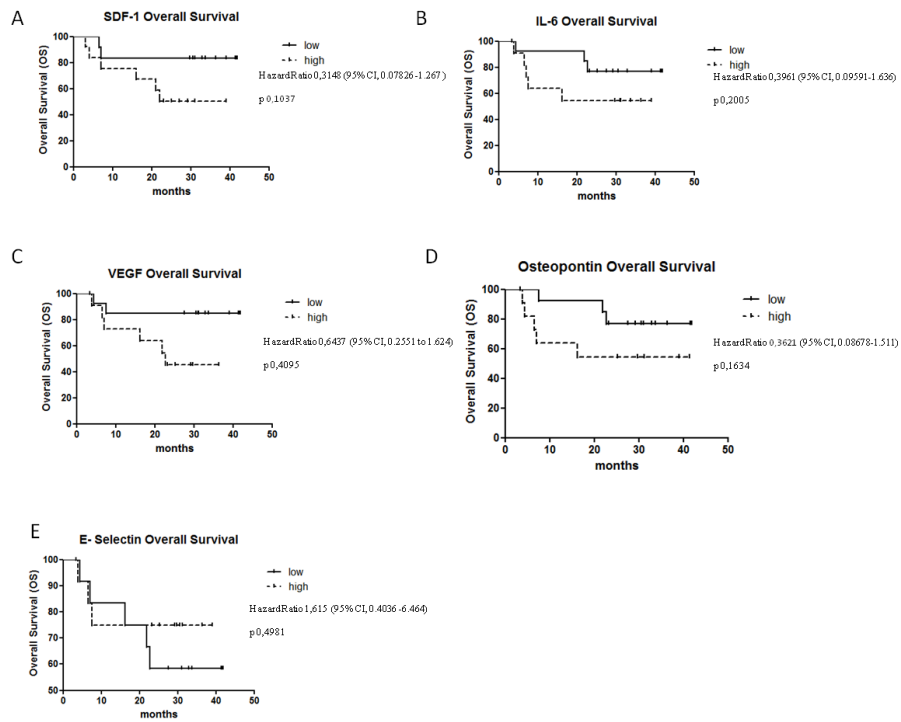 A
SDF-1 Overall Survival
Overall Survival (OS)
100
80
60
40
20
0
0 10 20 30 40 50
months
low
high
HazardRatio 0,3148 (95% CI, 0.07826-1.267)
p 0,1037
B
IL-6 Overall Survival
Overall Survival (OS)
100
80
60
40
20
0
0 10 20 30 40 50
months
low
high
HazardRatio 0,3961 (95% CI, 0.09591-1.636)
p 0,2005
C
VEGF Overall Survival
Overall Survival (OS)
100
80
60
40
20
0
0 10 20 30 40 50
months
low
high
HazardRatio 0,6437 (95% CI, 0.2551 to 1.624)
p 0,4095
D
Osteopontin Overall Survival
Overall Survival (OS)
100
80
60
40
20
0
0 10 20 30 40 50
months
low
high
HazardRatio 0,3621 (95% CI, 0.08678-1.511)
p 0,1634
E
E- Selectin Overall Survival
Overall Survival (OS)
100
90
80
70
60
50
0 10 20 30 40 50
months
low
high
HazardRatio 1,615 (95% CI, 0.4036 -6.464)
p 0,4981